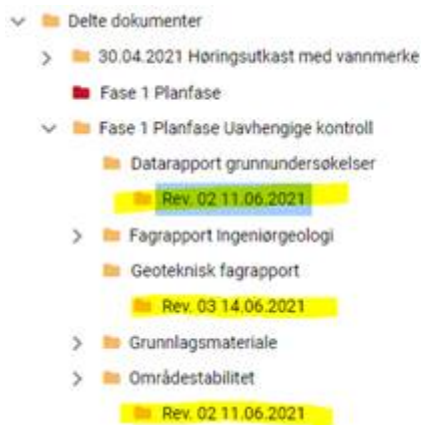 Delte dokumenter
30.04.2021 Høringsutkast med vannmerke
Fase 1 Planfase
Fase 1 Planfase Uavhengige kontroll
Datarapport grunnundersøkelser
Rev. 02 11.06.2021
Fagrapport Ingeniørgeologi
Geoteknisk fagrapport
Rev. 03 14.06.2021
Grunnlagsmateriale
Områdestabilitet
Rev. 02 11.06.2021